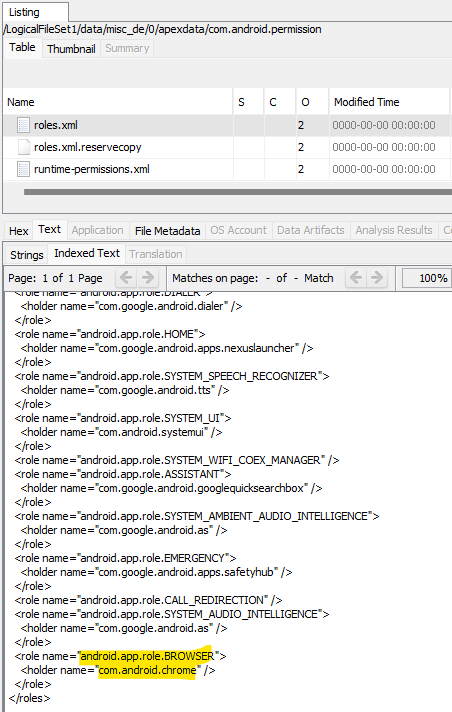 Listing
/LogicalFileSet1/data/misc_de/0/apexdata/com.android.permission
Table Thumbnail Summary
Name S C O Modified Time
roles.xml 2 0000-00-00 00:00:00
roles.xml.reservecopy 2 0000-00-00 00:00:00
runtime-permissions.xml 2 0000-00-00 00:00:00
Hex Text Application File Metadata OS Account Data Artifacts Analysis Results
Strings Indexed Text Translation
Page: 1 of 1 Page Matches on page: - of - Match 100%
<role name="android.app.role.DIALER">
<holder name="com.google.android.dialer" />
</role>
<role name="android.app.role.HOME">
<holder name="com.google.android.apps.nexuslauncher" />
</role>
<role name="android.app.role.SYSTEM_SPEECH_RECOGNIZER">
<holder name="com.google.android.tts" />
</role>
<role name="android.app.role.SYSTEM_UI">
<holder name="com.android.systemui" />
</role>
<role name="android.app.role.SYSTEM_WIFI_COEX_MANAGER" />
<role name="android.app.role.ASSISTANT">
<holder name="com.google.android.googlequicksearchbox" />
</role>
<role name="android.app.role.SYSTEM_AMBIENT_AUDIO_INTELLIGENCE">
<holder name="com.google.android.as" />
</role>
<role name="android.app.role.EMERGENCY">
<holder name="com.google.android.apps.safetyhub" />
</role>
<role name="android.app.role.CALL_REDIRECTION" />
<role name="android.app.role.SYSTEM_AUDIO_INTELLIGENCE">
<holder name="com.google.android.as" />
</role>
<role name="android.app.role.BROWSER">
<holder name="com.android.chrome" />
</role>
</roles>